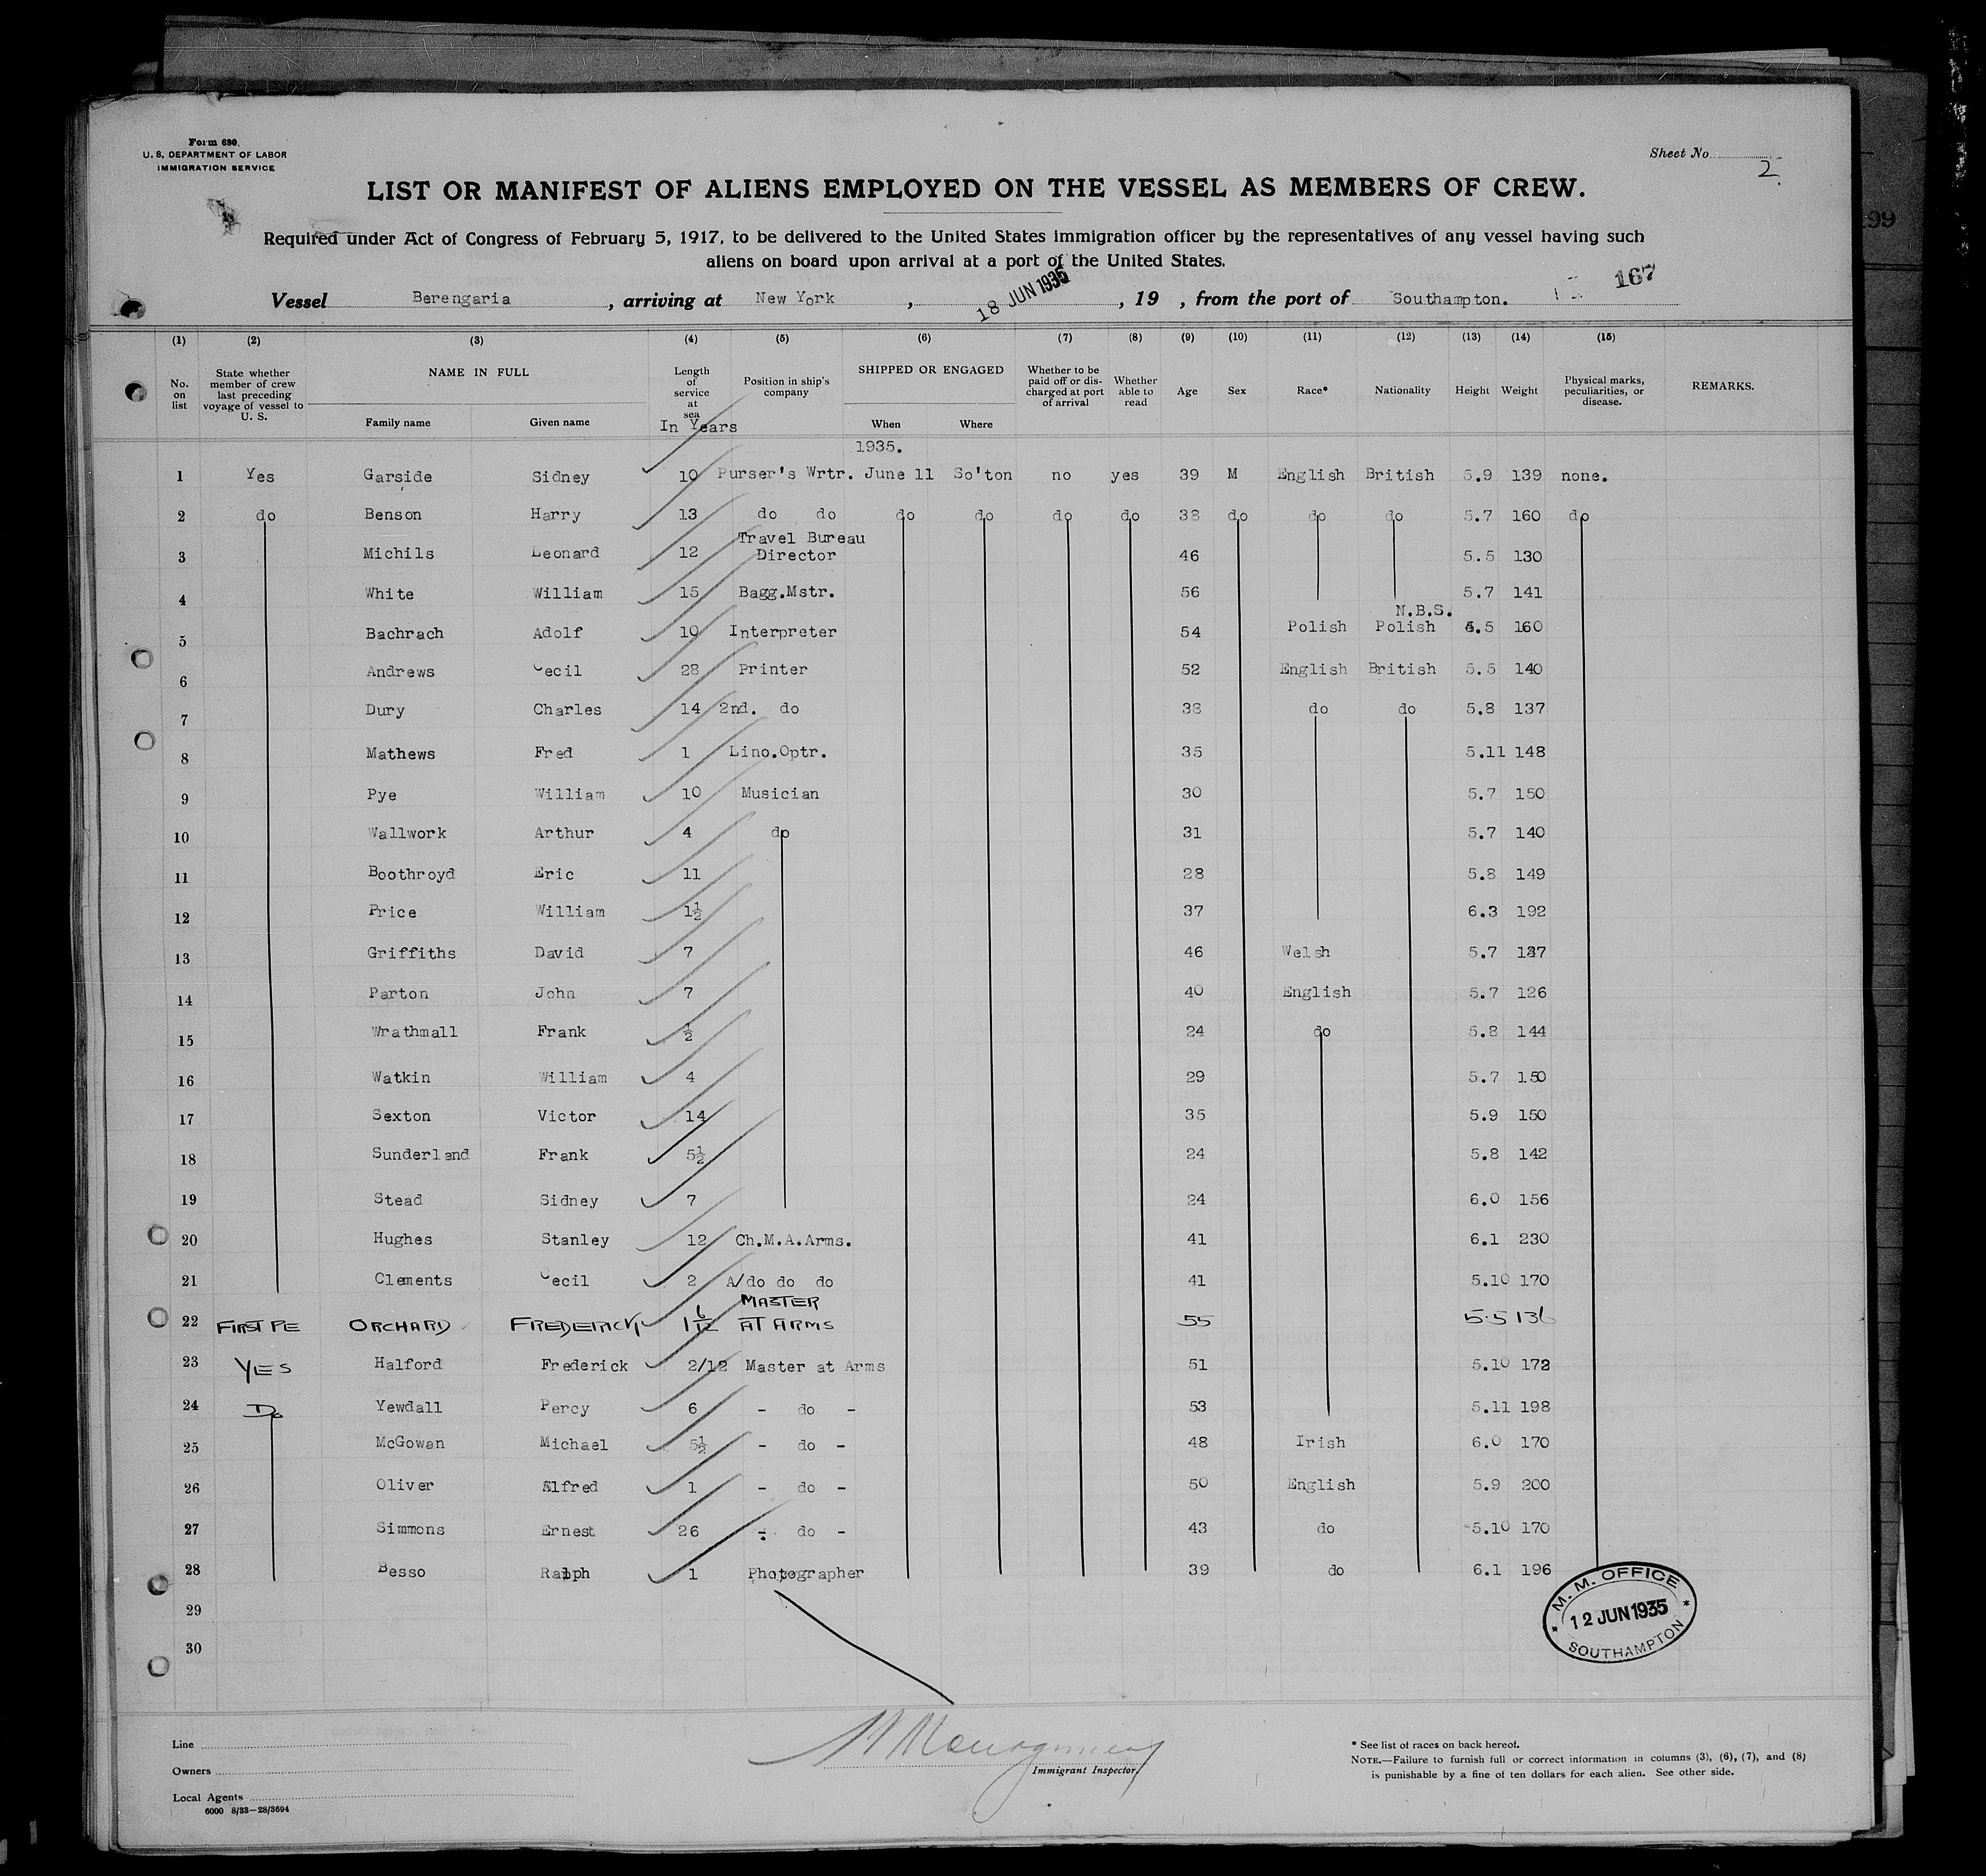 Form 680.
U. S. DEPARTMENT OF LABOR
IMMIGRATION SERVICE
Sheet No. 2
LIST OR MANIFEST OF ALIENS EMPLOYED ON THE VESSEL AS MEMBERS OF CREW.
Required under Act of Congress of February 5, 1917, to be delivered to the United States immigration officer by the representatives of any vessel having such
aliens on board upon arrival at a port of the United States.
167
Vessel Berengaria, arriving at New York, 18 JUN 1935, 19 , from the port of Southampton.
(1) (2) (3) (4) (5) (6) (7) (8) (9) (10) (11) (12) (13) (14) (15)
No. on list
State whether member of crew last preceding voyage of vessel to U. S.
NAME IN FULL
Family name
Given name
Length of service at sea
In Years
Position in ship's company
SHIPPED OR ENGAGED
When
Where
Whether to be paid off or discharged at port of arrival
Whether able to read
Age
Sex
Race*
Nationality
Height
Weight
Physical marks, peculiarities, or disease.
REMARKS.
1935.
1 Yes Garside Sidney 10 Purser's Wrtr. June 11 So'ton no yes 39 M English British 5.9 139 none.
2 do Benson Harry 13 do do do do do do 38 do do do 5.7 160 do
3 Michils Leonard 12 Travel Bureau Director 46 5.5 130
4 White William 15 Bagg.Mstr. 56 5.7 141
N.B.S.
5 Bachrach Adolf 10 Interpreter 54 Polish Polish .5 160
6 Andrews Cecil 28 Printer 52 English British 5.5 140
7 Dury Charles 14 2nd. do 38 do do 5.8 137
8 Mathews Fred 1 Lino.Optr. 35 5.11 148
9 Pye William 10 Musician 30 5.7 150
10 Wallwork Arthur 4 do 31 5.7 140
11 Boothroyd Eric 11 28 5.8 149
12 Price William 1½ 37 6.3 192
13 Griffiths David 7 46 Welsh 5.7
14 Parton John 7 40 English 5.7 126
15 Wrathmall Frank ½ 24 do 5.8 144
16 Watkin William 4 29 5.7 150
17 Sexton Victor 14 35 5.9 150
18 Sunderland Frank 5½ 24 5.8 142
19 Stead Sidney 7 24 6.0 156
20 Hughes Stanley 12 Ch.M.A.Arms. 41 6.1 230
21 Clements Cecil 2 A/do do do 41 5.10 170
22 FIRST PE ORCHARD FREDERICK 1 6/12 MASTER AT ARMS 55 5.5 136
23 YES Halford Frederick 2/12 Master at Arms 51 5.10 172
24 Do Yewdall Percy 6 - do - 53 5.11 198
25 McGowan Michael 5½ - do - 48 Irish 6.0 170
26 Oliver Alfred 1 - do - 50 English 5.9 200
27 Simmons Ernest 26 - do - 43 do 5.10 170
28 Besso Ralph 1 Photographer 39 do 6.1 196
29
30
M. M. OFFICE
12 JUN 1935
SOUTHAMPTON
Line
Owners
Local Agents
6000 8/33—28/3694
Immigrant Inspector.
* See list of races on back hereof.
NOTE.—Failure to furnish full or correct information in columns (3), (6), (7), and (8)
is punishable by a fine of ten dollars for each alien. See other side.